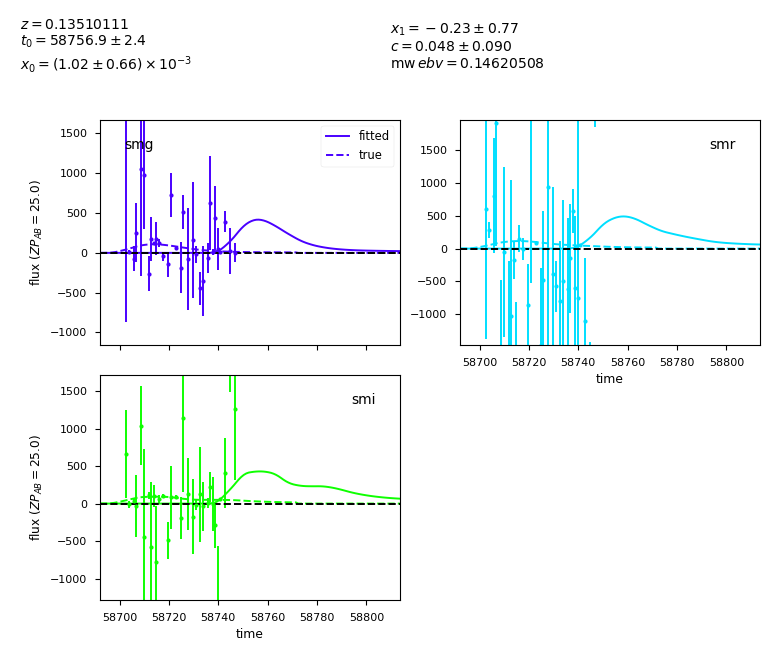 z = 0.13510111
t₀ = 58756.9 ± 2.4
x₀ = (1.02 ± 0.66) × 10⁻³
x₁ = −0.23 ± 0.77
c = 0.048 ± 0.090
mw ebv = 0.14620508
smg
fitted
true
1500
1000
500
0
−500
−1000
flux (ZP_AB = 25.0)
smr
1500
1000
500
0
−500
−1000
58700 58720 58740 58760 58780 58800
time
smi
1500
1000
500
0
−500
−1000
flux (ZP_AB = 25.0)
58700 58720 58740 58760 58780 58800
time